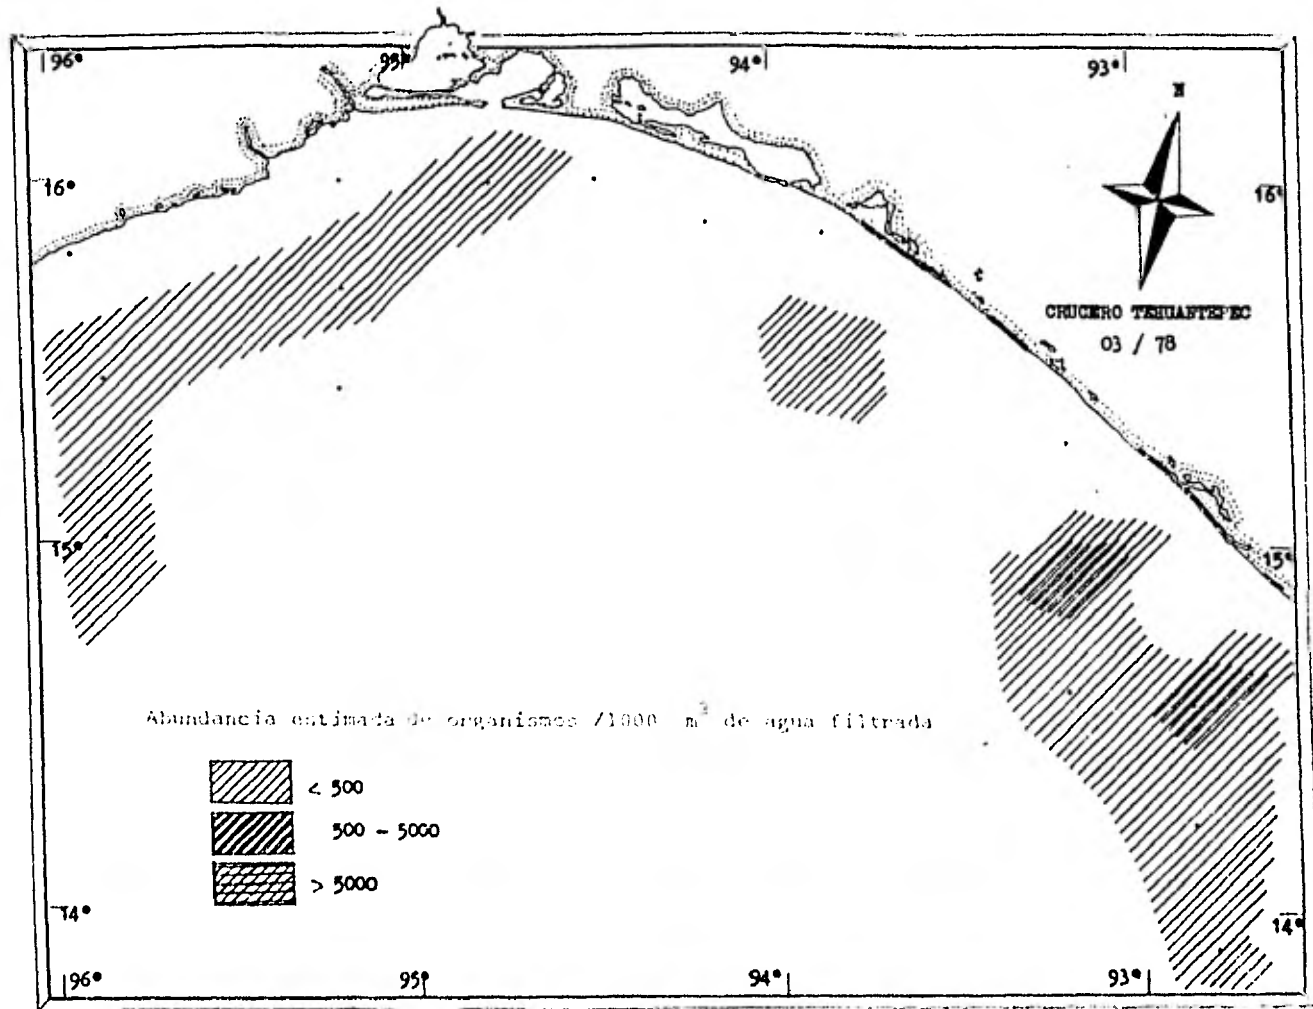 96° 95° 94° 93°
N
16° 16°
CRUCERO TEHUANTEPEC
03 / 78
15° 15°
Abundancia estimada de organismos /1000 m³ de agua filtrada
< 500
500 - 5000
> 5000
14° 14°
96° 95° 94° 93°